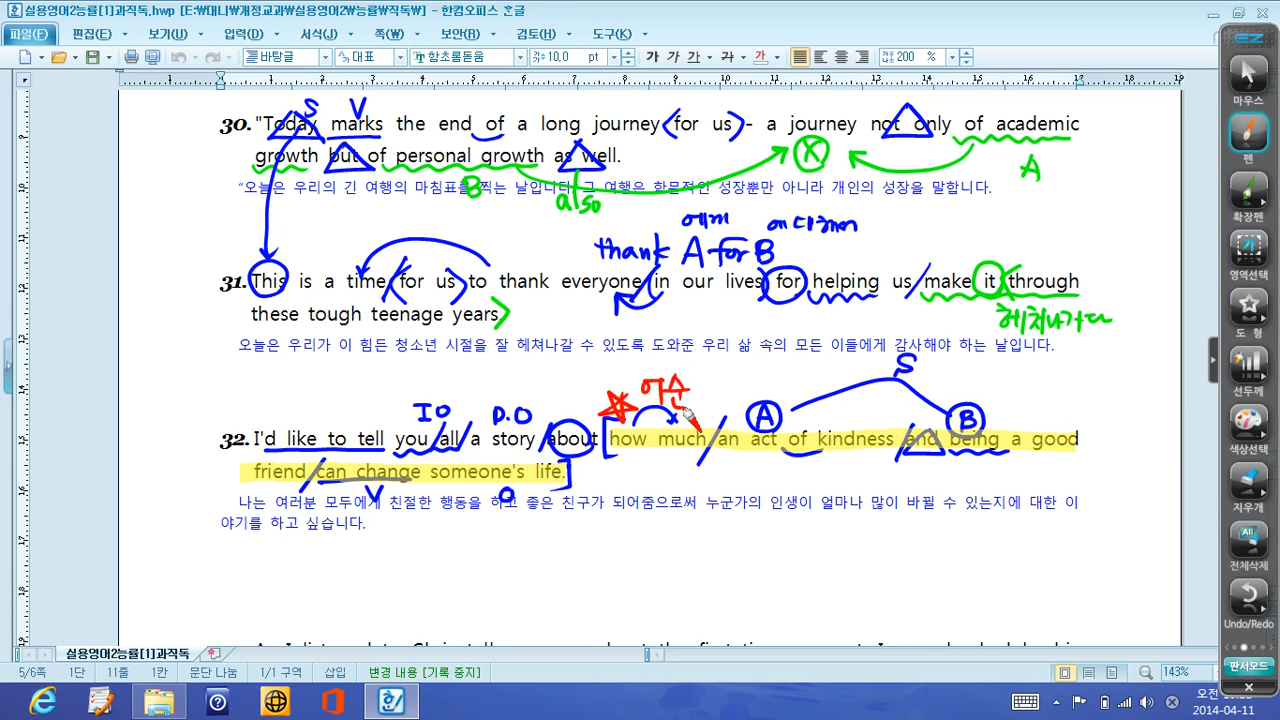 실용영어2능률[1]과직독.hwp [E:₩대니₩개정교과₩실용영어2₩능률₩직독₩] - 한컴오피스 흔글
파일(F) 편집(E) 보기(U) 입력(D) 서식(J) 쪽(W) 보안(B) 검토(H) 도구(K)
바탕글 대표 함초롬돋움 10.0 pt 가 가 가 가 가 200 %
S V
30. "Today marks the end of a long journey for us - a journey not only of academic
growth but of personal growth as well.
X A
B also
"오늘은 우리의 긴 여행의 마침표를 찍는 날입니다. 그 여행은 학문적인 성장뿐만 아니라 개인의 성장을 말합니다.
에게 에 대해서
thank A for B
31. This is a time for us to thank everyone in our lives for helping us make it through
these tough teenage years
헤쳐나가다
오늘은 우리가 이 힘든 청소년 시절을 잘 헤쳐나갈 수 있도록 도와준 우리 삶 속의 모든 이들에게 감사해야 하는 날입니다.
S
IO D.O A B
32. I'd like to tell you all a story about how much an act of kindness and being a good
friend can change someone's life.
V O
나는 여러분 모두에게 친절한 행동을 하고 좋은 친구가 되어줌으로써 누군가의 인생이 얼마나 많이 바뀔 수 있는지에 대한 이
야기를 하고 싶습니다.
실용영어2능률[1]과직독
5/6쪽 1단 11줄 1칸 문단 나눔 1/1 구역 삽입 변경 내용 [기록 중지] 143%
EZ
마우스
펜
확장펜
영역선택
도 형
선두께
색상선택
지우개
All
전체삭제
Undo/Redo
판서모드
2014-04-11